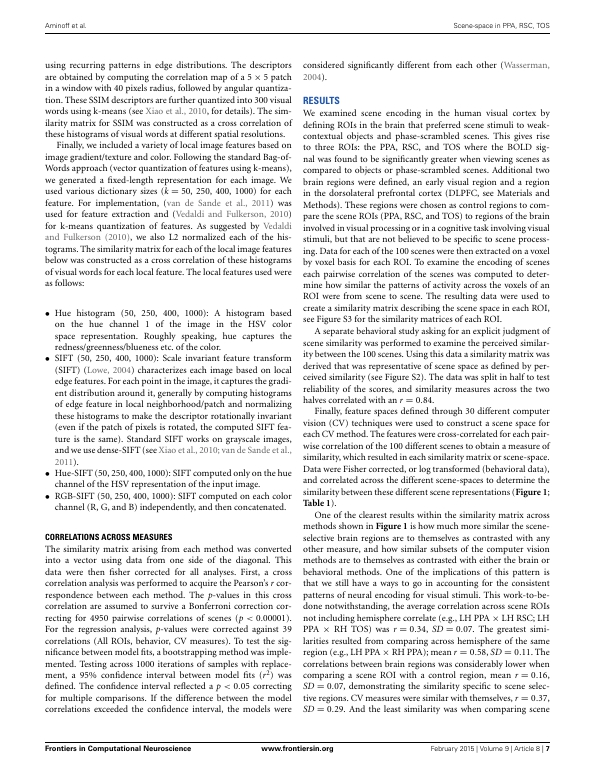 Aminoff et al.
Scene-space in PPA, RSC, TOS
using recurring patterns in edge distributions. The descriptors
are obtained by computing the correlation map of a 5 × 5 patch
in a window with 40 pixels radius, followed by angular quantiza-
tion. These SSIM descriptors are further quantized into 300 visual
words using k-means (see Xiao et al., 2010, for details). The sim-
ilarity matrix for SSIM was constructed as a cross correlation of
these histograms of visual words at different spatial resolutions.
Finally, we included a variety of local image features based on
image gradient/texture and color. Following the standard Bag-of-
Words approach (vector quantization of features using k-means),
we generated a fixed-length representation for each image. We
used various dictionary sizes (k = 50, 250, 400, 1000) for each
feature. For implementation, (van de Sande et al., 2011) was
used for feature extraction and (Vedaldi and Fulkerson, 2010)
for k-means quantization of features. As suggested by Vedaldi
and Fulkerson (2010), we also L2 normalized each of the his-
tograms. The similarity matrix for each of the local image features
below was constructed as a cross correlation of these histograms
of visual words for each local feature. The local features used were
as follows:
• Hue histogram (50, 250, 400, 1000): A histogram based
on the hue channel 1 of the image in the HSV color
space representation. Roughly speaking, hue captures the
redness/greenness/blueness etc. of the color.
• SIFT (50, 250, 400, 1000): Scale invariant feature transform
(SIFT) (Lowe, 2004) characterizes each image based on local
edge features. For each point in the image, it captures the gradi-
ent distribution around it, generally by computing histograms
of edge feature in local neighborhood/patch and normalizing
these histograms to make the descriptor rotationally invariant
(even if the patch of pixels is rotated, the computed SIFT fea-
ture is the same). Standard SIFT works on grayscale images,
and we use dense-SIFT (see Xiao et al., 2010; van de Sande et al.,
2011).
• Hue-SIFT (50, 250, 400, 1000): SIFT computed only on the hue
channel of the HSV representation of the input image.
• RGB-SIFT (50, 250, 400, 1000): SIFT computed on each color
channel (R, G, and B) independently, and then concatenated.
CORRELATIONS ACROSS MEASURES
The similarity matrix arising from each method was converted
into a vector using data from one side of the diagonal. This
data were then fisher corrected for all analyses. First, a cross
correlation analysis was performed to acquire the Pearson's r cor-
respondence between each method. The p-values in this cross
correlation are assumed to survive a Bonferroni correction cor-
recting for 4950 pairwise correlations of scenes (p < 0.00001).
For the regression analysis, p-values were corrected against 39
correlations (All ROIs, behavior, CV measures). To test the sig-
nificance between model fits, a bootstrapping method was imple-
mented. Testing across 1000 iterations of samples with replace-
ment, a 95% confidence interval between model fits (r²) was
defined. The confidence interval reflected a p < 0.05 correcting
for multiple comparisons. If the difference between the model
correlations exceeded the confidence interval, the models were
considered significantly different from each other (Wasserman,
2004).
RESULTS
We examined scene encoding in the human visual cortex by
defining ROIs in the brain that preferred scene stimuli to weak-
contextual objects and phase-scrambled scenes. This gives rise
to three ROIs: the PPA, RSC, and TOS where the BOLD sig-
nal was found to be significantly greater when viewing scenes as
compared to objects or phase-scrambled scenes. Additional two
brain regions were defined, an early visual region and a region
in the dorsolateral prefrontal cortex (DLPFC, see Materials and
Methods). These regions were chosen as control regions to com-
pare the scene ROIs (PPA, RSC, and TOS) to regions of the brain
involved in visual processing or in a cognitive task involving visual
stimuli, but that are not believed to be specific to scene process-
ing. Data for each of the 100 scenes were then extracted on a voxel
by voxel basis for each ROI. To examine the encoding of scenes
each pairwise correlation of the scenes was computed to deter-
mine how similar the patterns of activity across the voxels of an
ROI were from scene to scene. The resulting data were used to
create a similarity matrix describing the scene space in each ROI,
see Figure S3 for the similarity matrices of each ROI.
A separate behavioral study asking for an explicit judgment of
scene similarity was performed to examine the perceived similar-
ity between the 100 scenes. Using this data a similarity matrix was
derived that was representative of scene space as defined by per-
ceived similarity (see Figure S2). The data was split in half to test
reliability of the scores, and similarity measures across the two
halves correlated with an r = 0.84.
Finally, feature spaces defined through 30 different computer
vision (CV) techniques were used to construct a scene space for
each CV method. The features were cross-correlated for each pair-
wise correlation of the 100 different scenes to obtain a measure of
similarity, which resulted in each similarity matrix or scene-space.
Data were Fisher corrected, or log transformed (behavioral data),
and correlated across the different scene-spaces to determine the
similarity between these different scene representations (Figure 1;
Table 1).
One of the clearest results within the similarity matrix across
methods shown in Figure 1 is how much more similar the scene-
selective brain regions are to themselves as contrasted with any
other measure, and how similar subsets of the computer vision
methods are to themselves as contrasted with either the brain or
behavioral methods. One of the implications of this pattern is
that we still have a ways to go in accounting for the consistent
patterns of neural encoding for visual stimuli. This work-to-be-
done notwithstanding, the average correlation across scene ROIs
not including hemisphere correlate (e.g., LH PPA × LH RSC; LH
PPA × RH TOS) was r = 0.34, SD = 0.07. The greatest simi-
larities resulted from comparing across hemisphere of the same
region (e.g., LH PPA × RH PPA); mean r = 0.58, SD = 0.11. The
correlations between brain regions was considerably lower when
comparing a scene ROI with a control region, mean r = 0.16,
SD = 0.07, demonstrating the similarity specific to scene selec-
tive regions. CV measures were similar with themselves, r = 0.37,
SD = 0.29. And the least similarity was when comparing scene
Frontiers in Computational Neuroscience
www.frontiersin.org
February 2015 | Volume 9 | Article 8 | 7